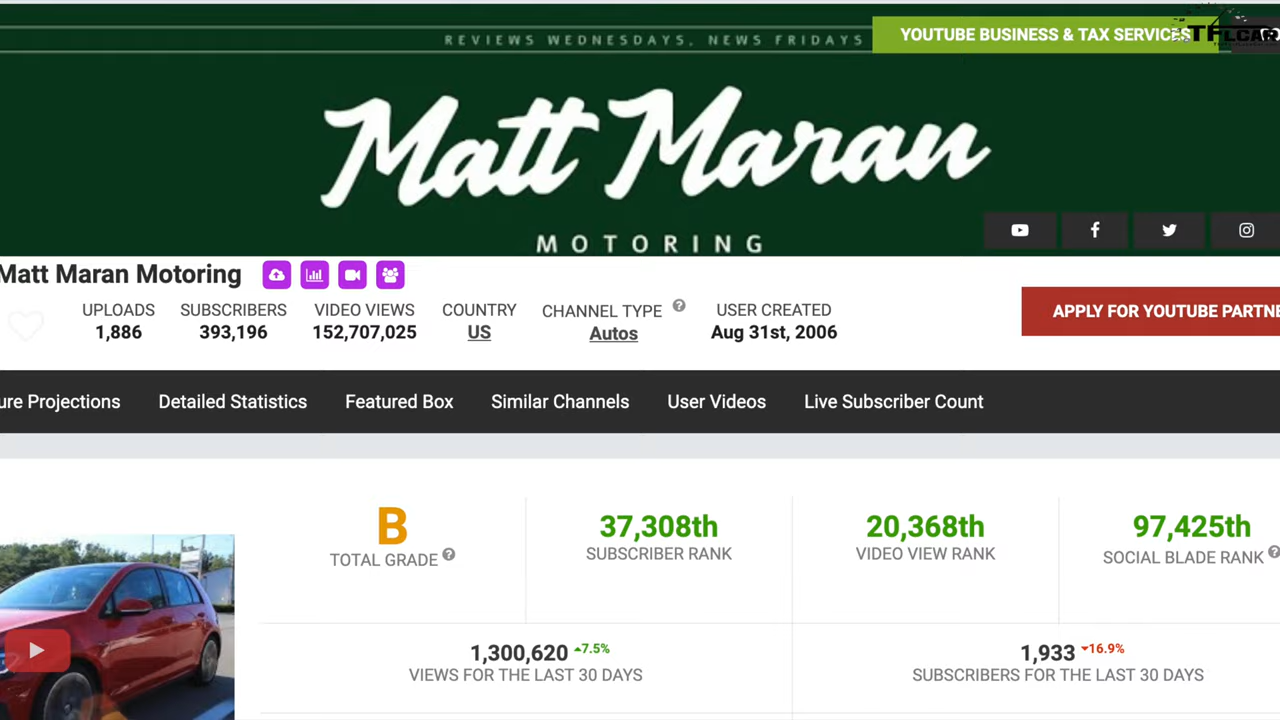 REVIEWS WEDNESDAYS, NEWS FRIDAYS
YOUTUBE BUSINESS & TAX SERVICES
TFLCAR
Matt Maran
MOTORING
Matt Maran Motoring
UPLOADS
1,886
SUBSCRIBERS
393,196
VIDEO VIEWS
152,707,025
COUNTRY
US
CHANNEL TYPE
Autos
USER CREATED
Aug 31st, 2006
APPLY FOR YOUTUBE PARTNE
ure Projections
Detailed Statistics
Featured Box
Similar Channels
User Videos
Live Subscriber Count
B
TOTAL GRADE
37,308th
SUBSCRIBER RANK
20,368th
VIDEO VIEW RANK
97,425th
SOCIAL BLADE RANK
1,300,620 7.5%
VIEWS FOR THE LAST 30 DAYS
1,933 16.9%
SUBSCRIBERS FOR THE LAST 30 DAYS